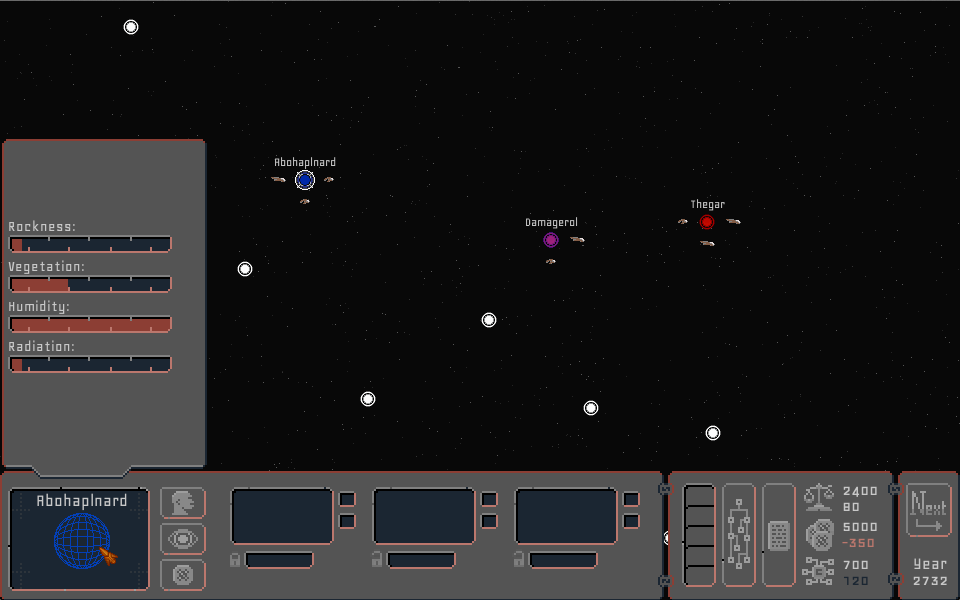 Abohaplnard
Damagerol
Thegar
Rockness:
Vegetation:
Humidity:
Radiation:
Abohaplnard
2400
80
5000
-350
700
120
Next
Year
2732